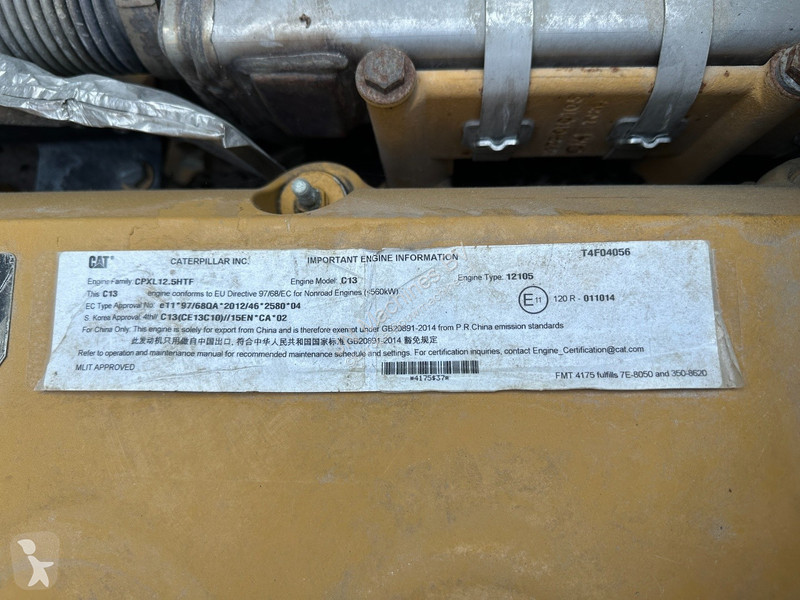 CAT® CATERPILLAR INC. IMPORTANT ENGINE INFORMATION T4F04056
Engine Family: CPXL12.5HTF Engine Model: C13 Engine Type: 12105
This C13 engine conforms to EU Directive 97/68/EC for Nonroad Engines (<560kW)
EC Type Approval No: e11*97/68QA*2012/46*2580*04 E11 120 R - 011014
S. Korea Approval: 4thII/ C13(CE13C10)//15EN*CA*02
For China Only: This engine is solely for export from China and is therefore exempt under GB20891-2014 from P.R.China emission standards
此发动机只用做自中国出口, 符合中华人民共和国国家标准 GB20891-2014 豁免规定
Refer to operation and maintenance manual for recommended maintenance schedule and settings. For certification inquiries, contact Engine_Certification@cat.com
MLIT APPROVED *4175$37* FMT 4175 fulfills 7E-8050 and 350-8620